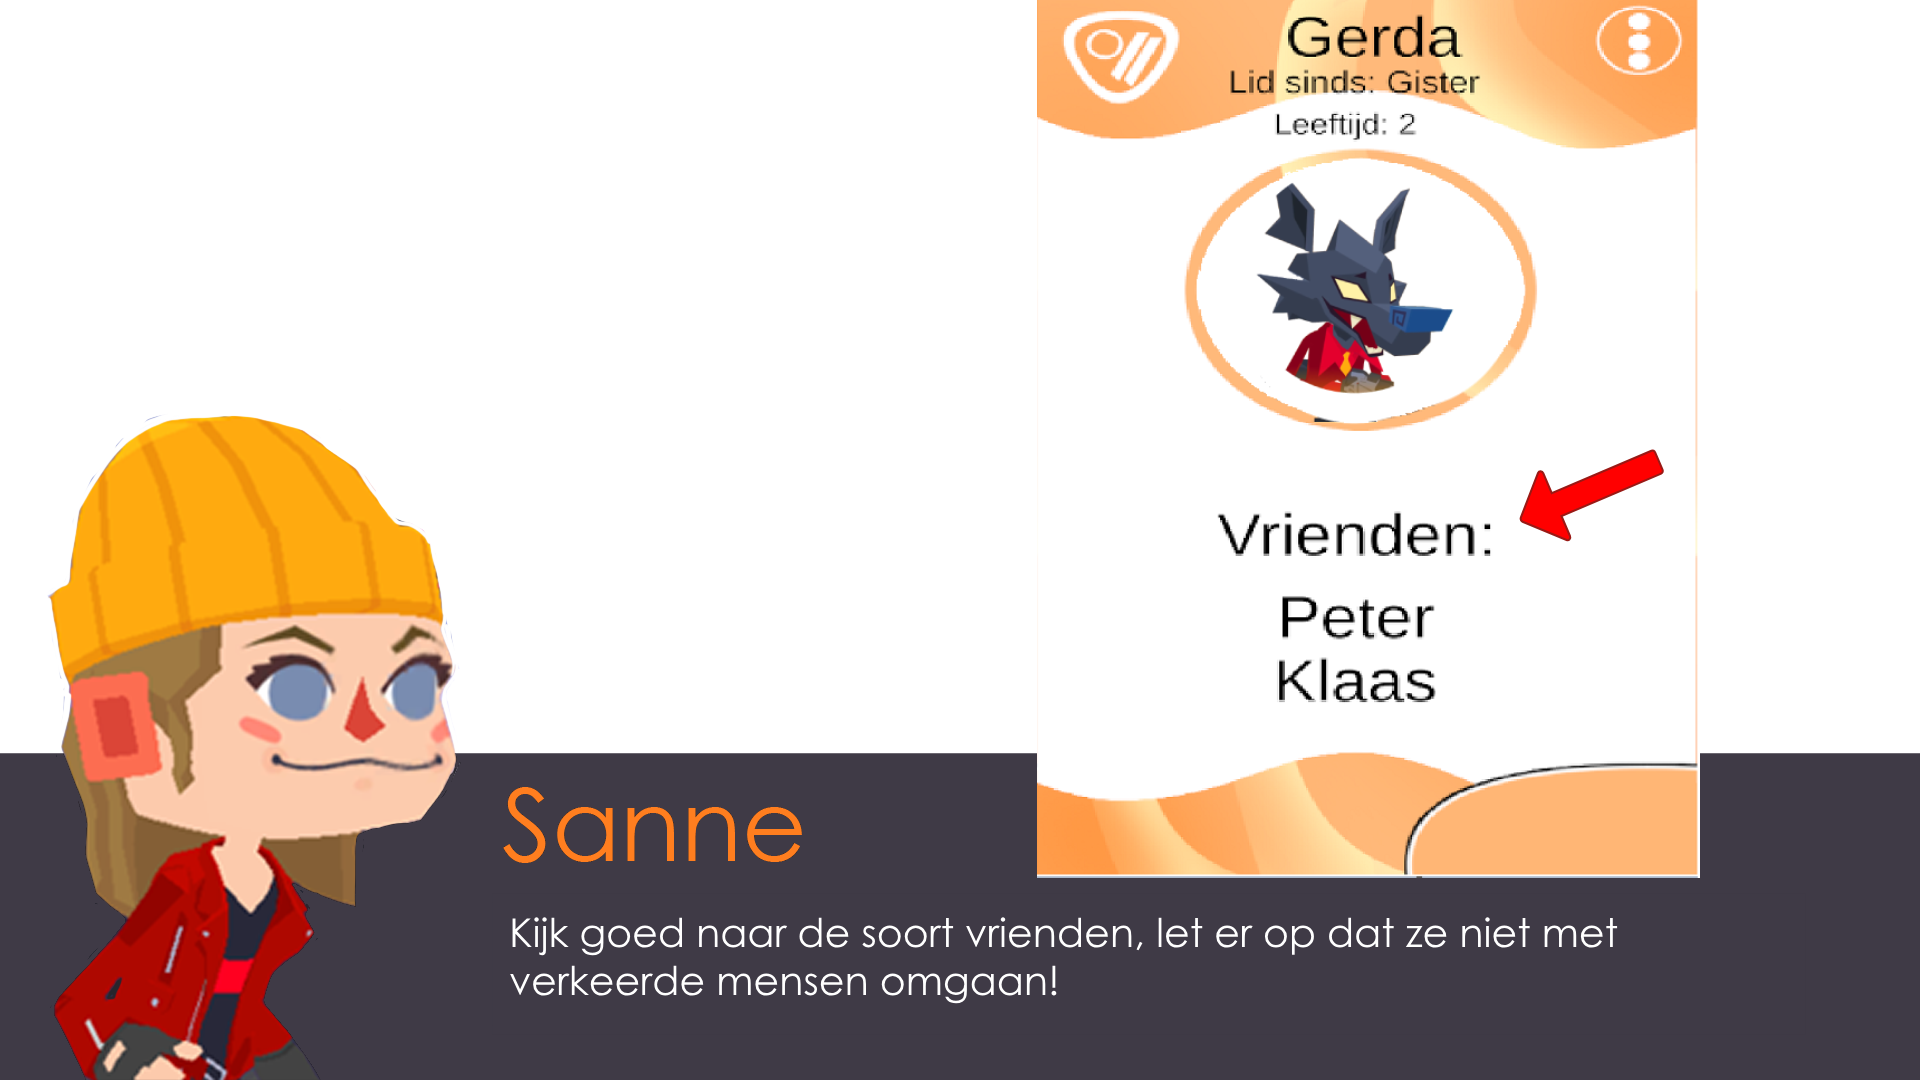 Gerda
Lid sinds: Gister
Leeftijd: 2
Vrienden:
Peter
Klaas
Sanne
Kijk goed naar de soort vrienden, let er op dat ze niet met
verkeerde mensen omgaan!